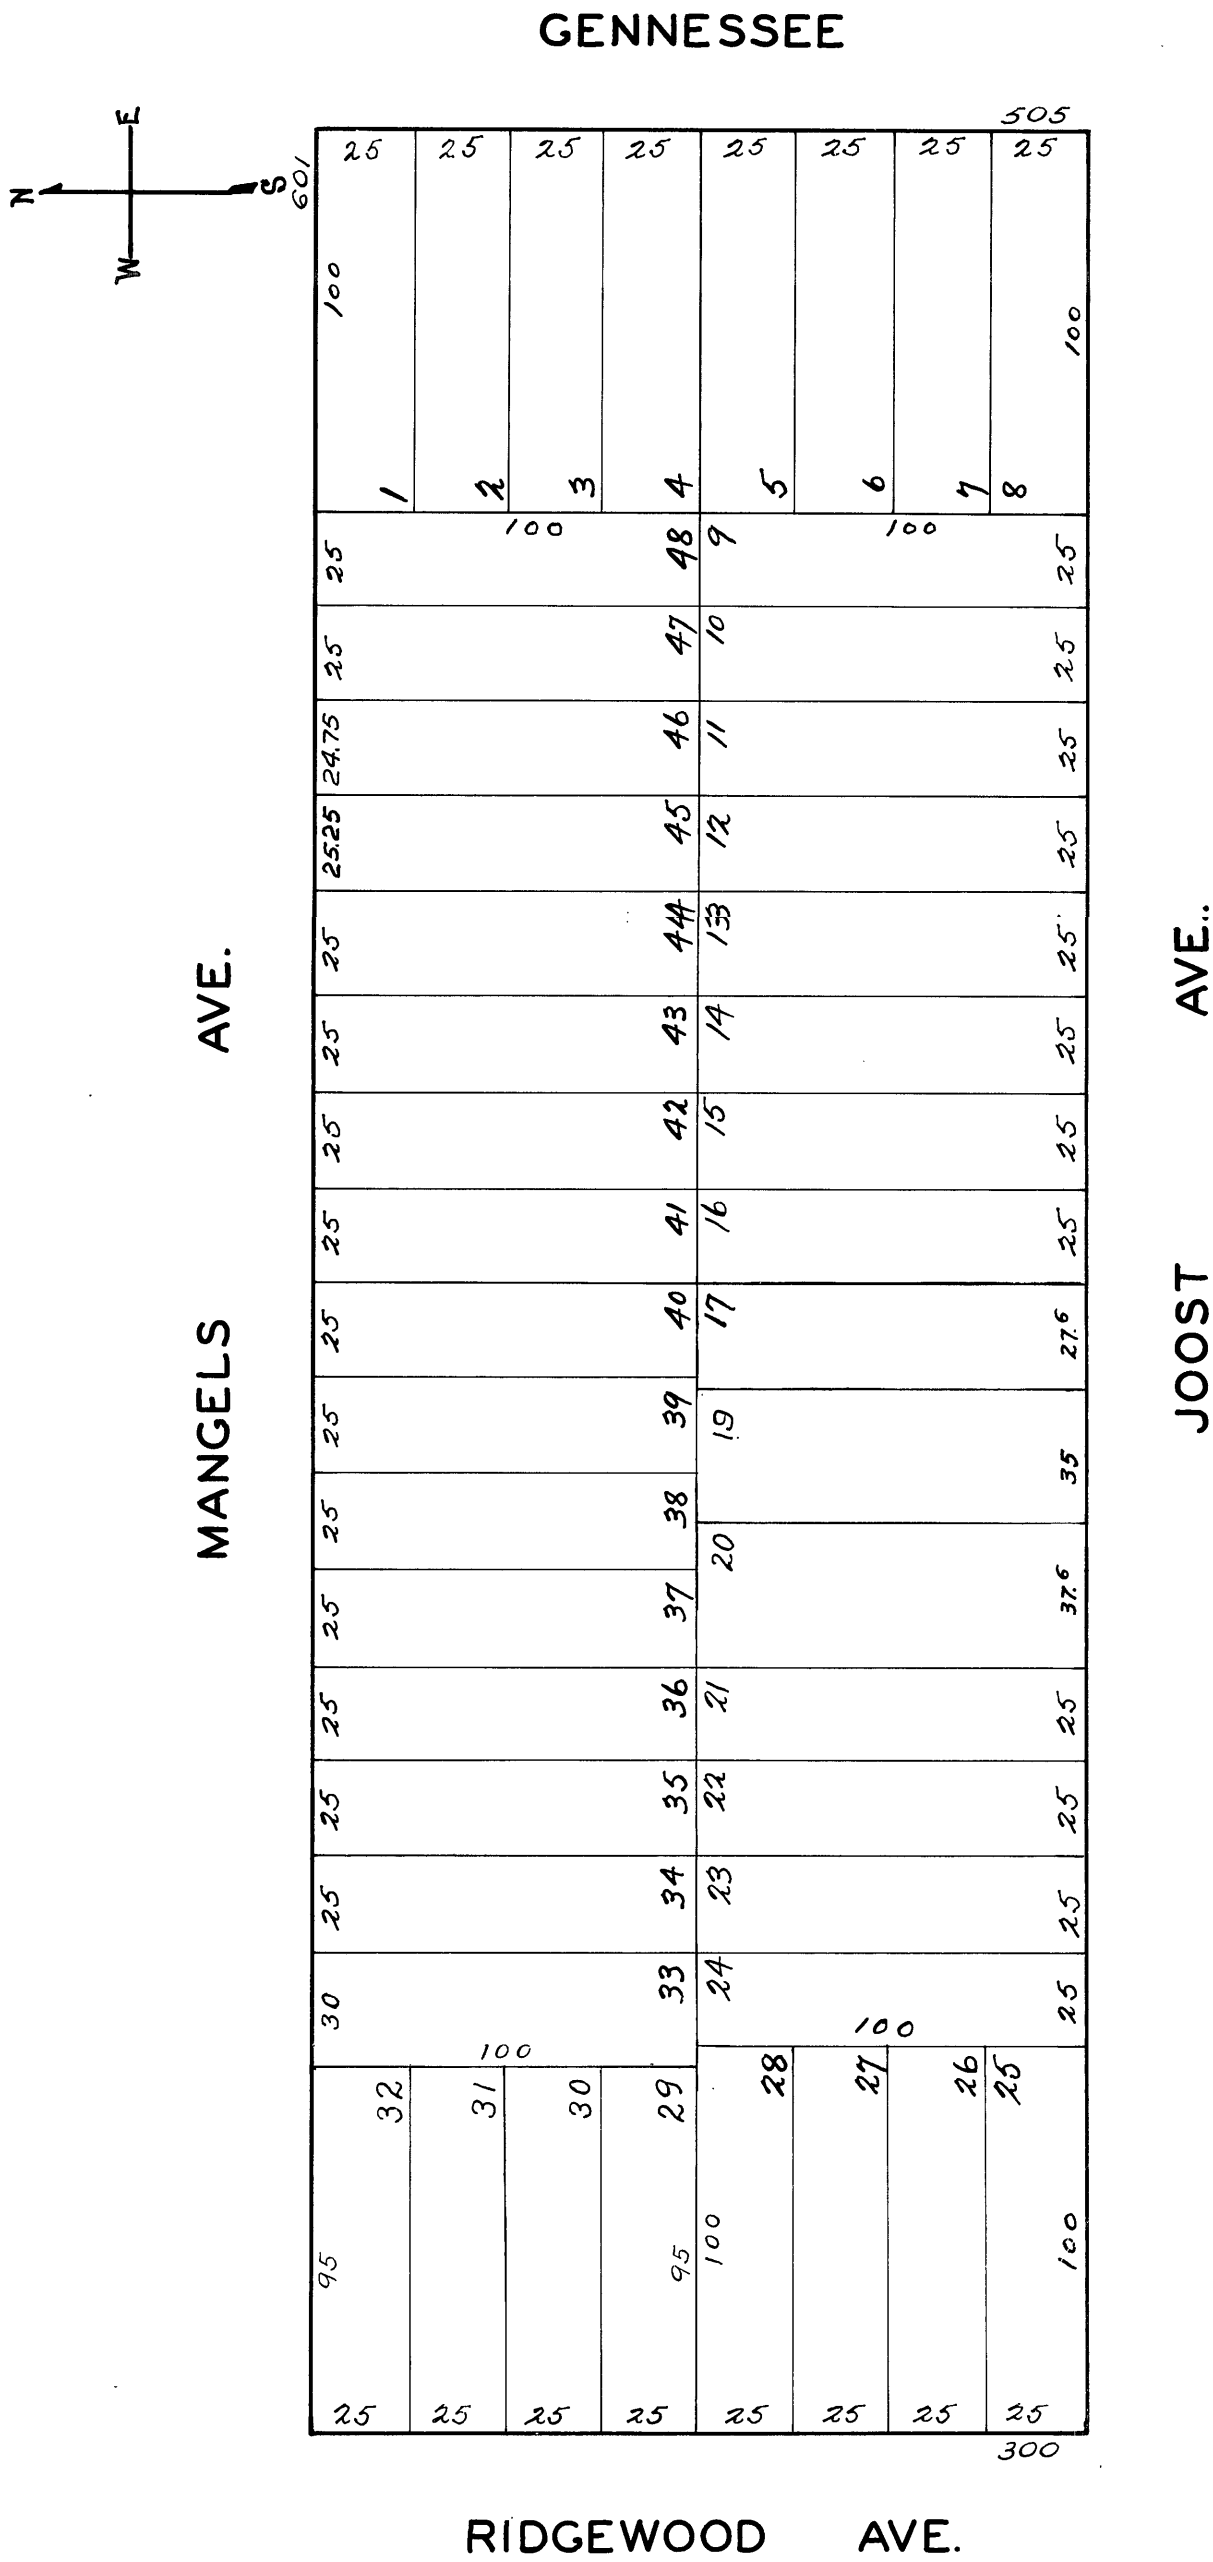 GENNESSEE
505
E
N S
W
601
25 25 25 25 25 25 25 25
100 100
1 2 3 4 5 6 7 8
100 100
25 48 9 25
25 47 10 25
24.75 46 11 25
25.25 45 12 25
25 44 13 25
25 43 14 25
25 42 15 25
25 41 16 25
25 40 17 27.6
25 39 19 35
25 38
25 37 20 37.6
25 36 21 25
25 35 22 25
25 34 23 25
30 33 24 25
100 100
32 31 30 29 28 27 26 25
95 95 100 100
25 25 25 25 25 25 25 25
300
MANGELS AVE.
JOOST AVE..
RIDGEWOOD AVE.